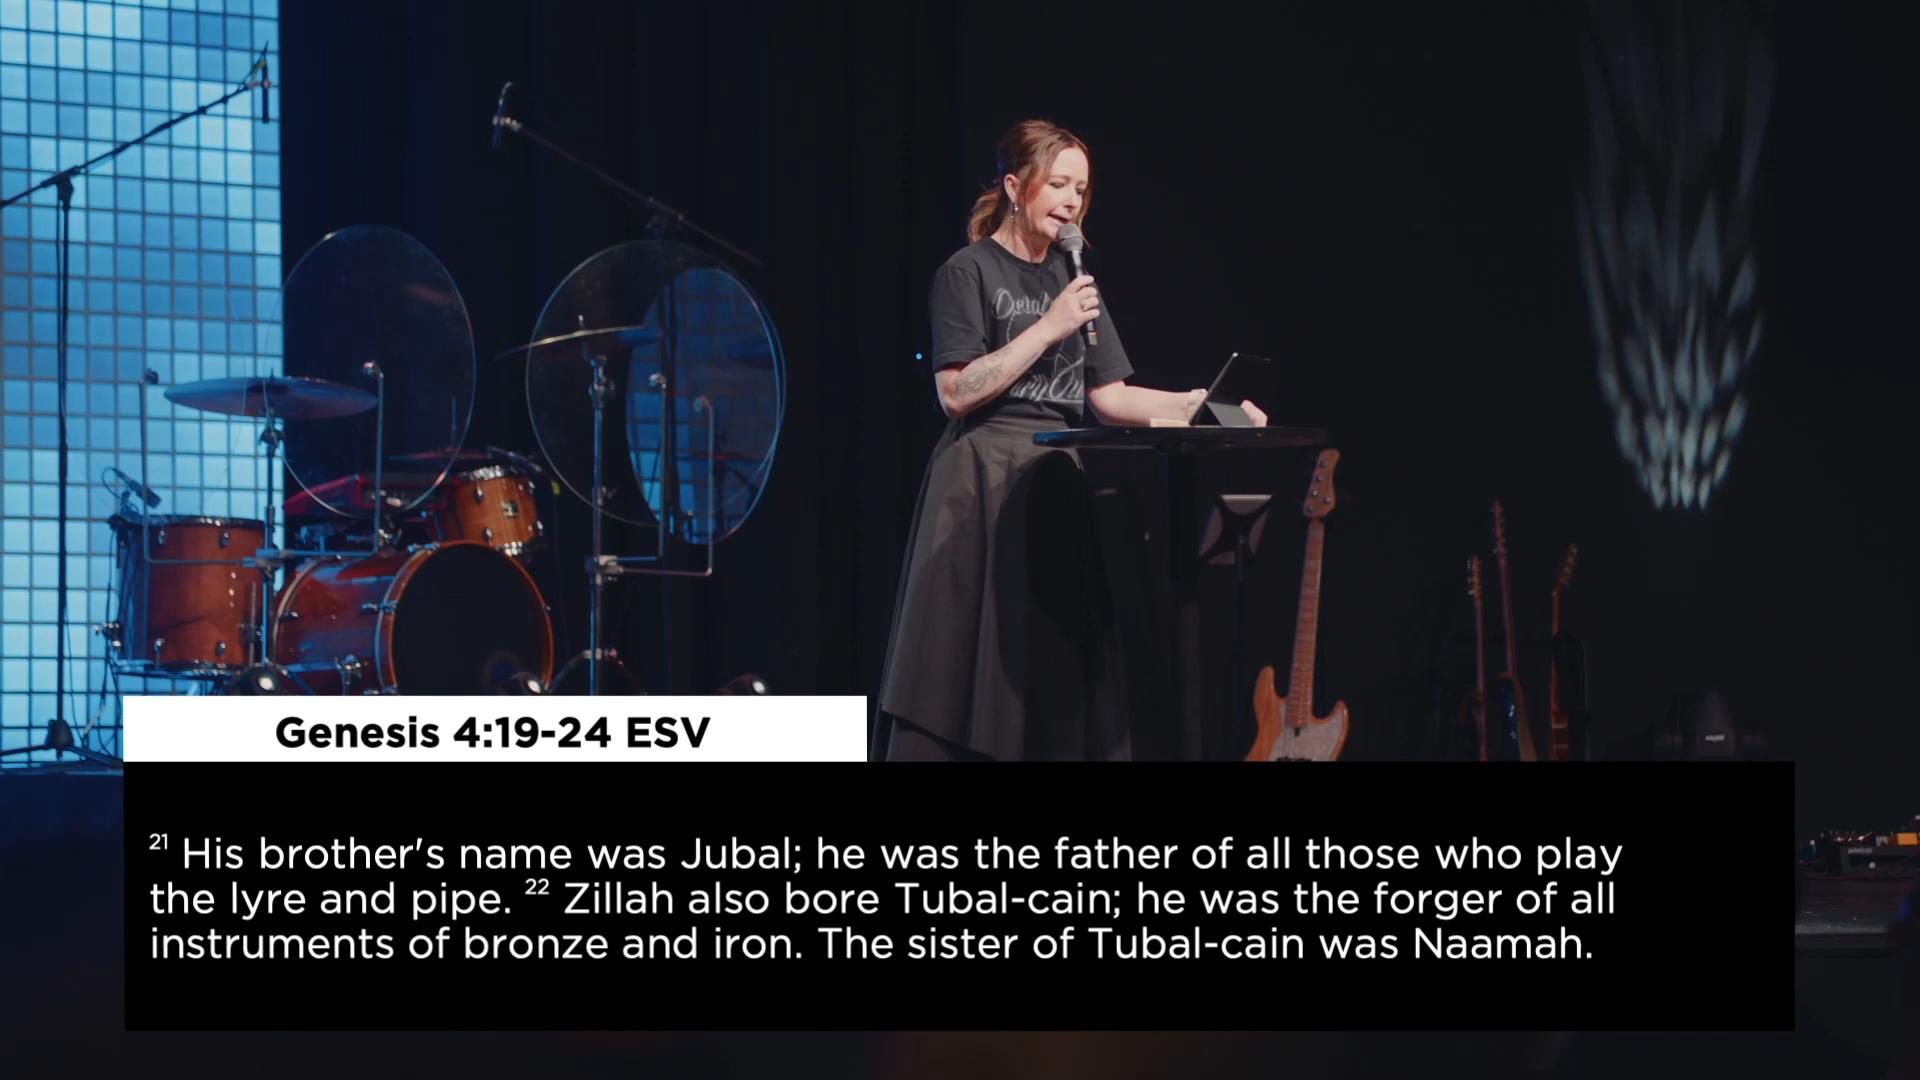 Genesis 4:19-24 ESV
21 His brother's name was Jubal; he was the father of all those who play
the lyre and pipe. 22 Zillah also bore Tubal-cain; he was the forger of all
instruments of bronze and iron. The sister of Tubal-cain was Naamah.